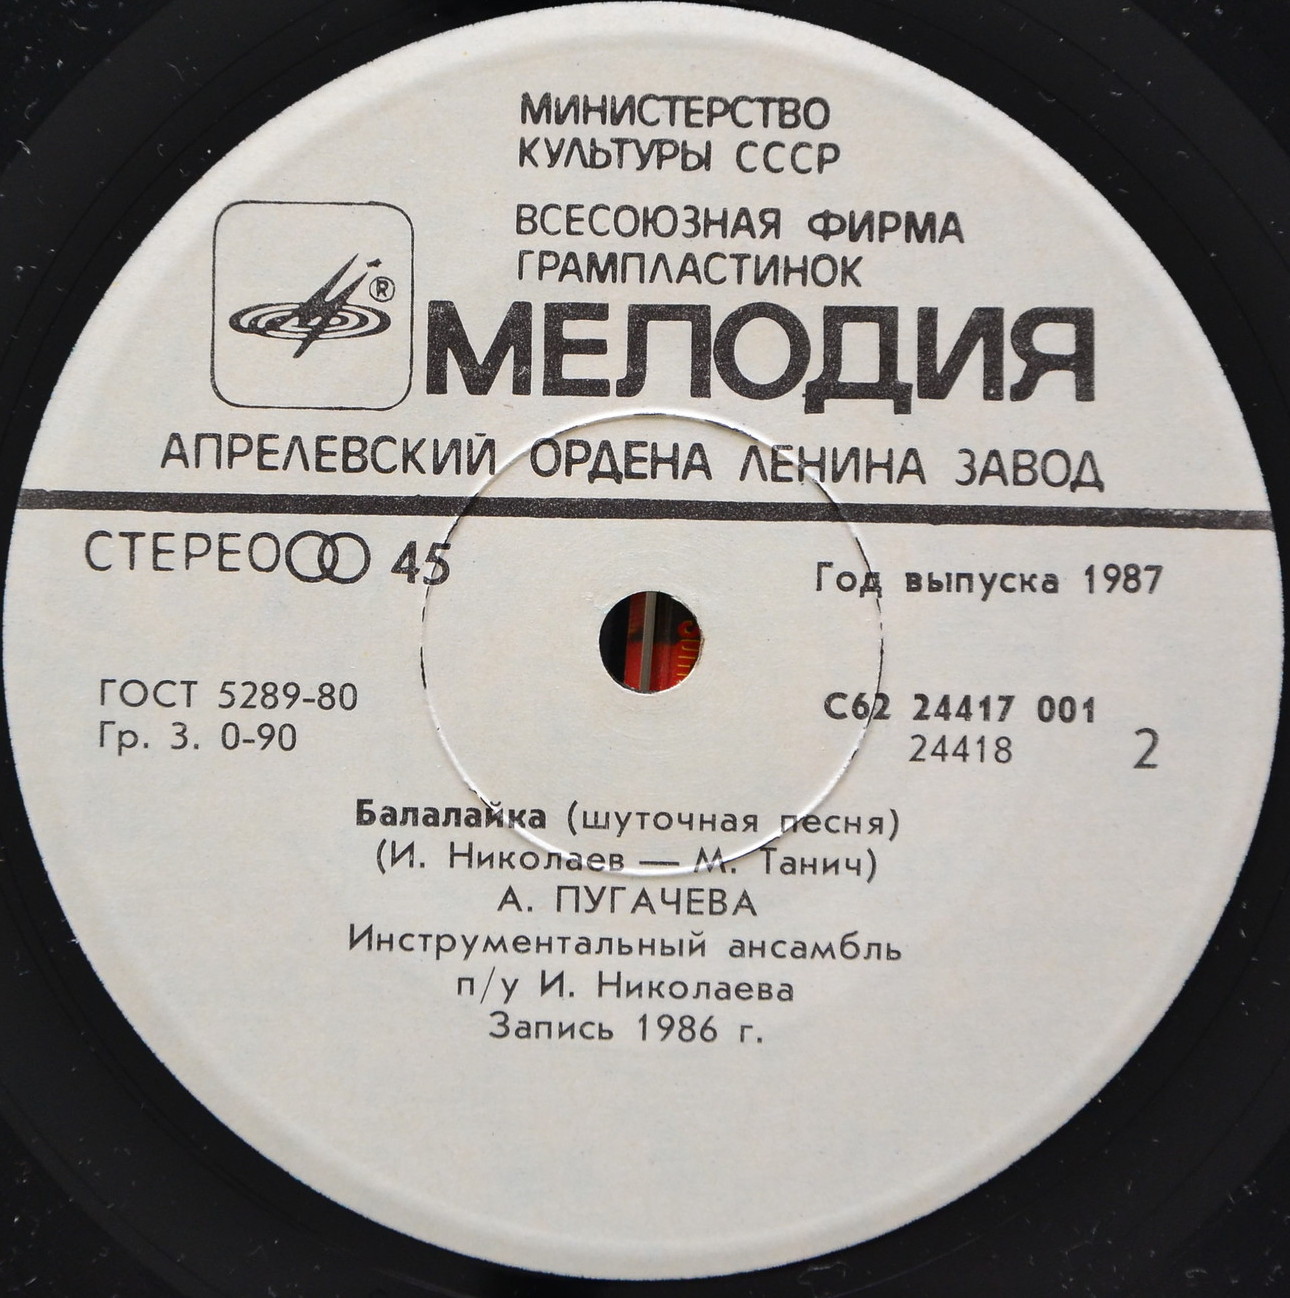 МИНИСТЕРСТВО
КУЛЬТУРЫ СССР
ВСЕСОЮЗНАЯ ФИРМА
ГРАМПЛАСТИНОК
®
МЕЛОДИЯ
АПРЕЛЕВСКИЙ ОРДЕНА ЛЕНИНА ЗАВОД
СТЕРЕО 45
Год выпуска 1987
ГОСТ 5289-80
Гр. 3. 0-90
С62 24417 001
24418 2
Балалайка (шуточная песня)
(И. Николаев — М. Танич)
А. ПУГАЧЕВА
Инструментальный ансамбль
п/у И. Николаева
Запись 1986 г.